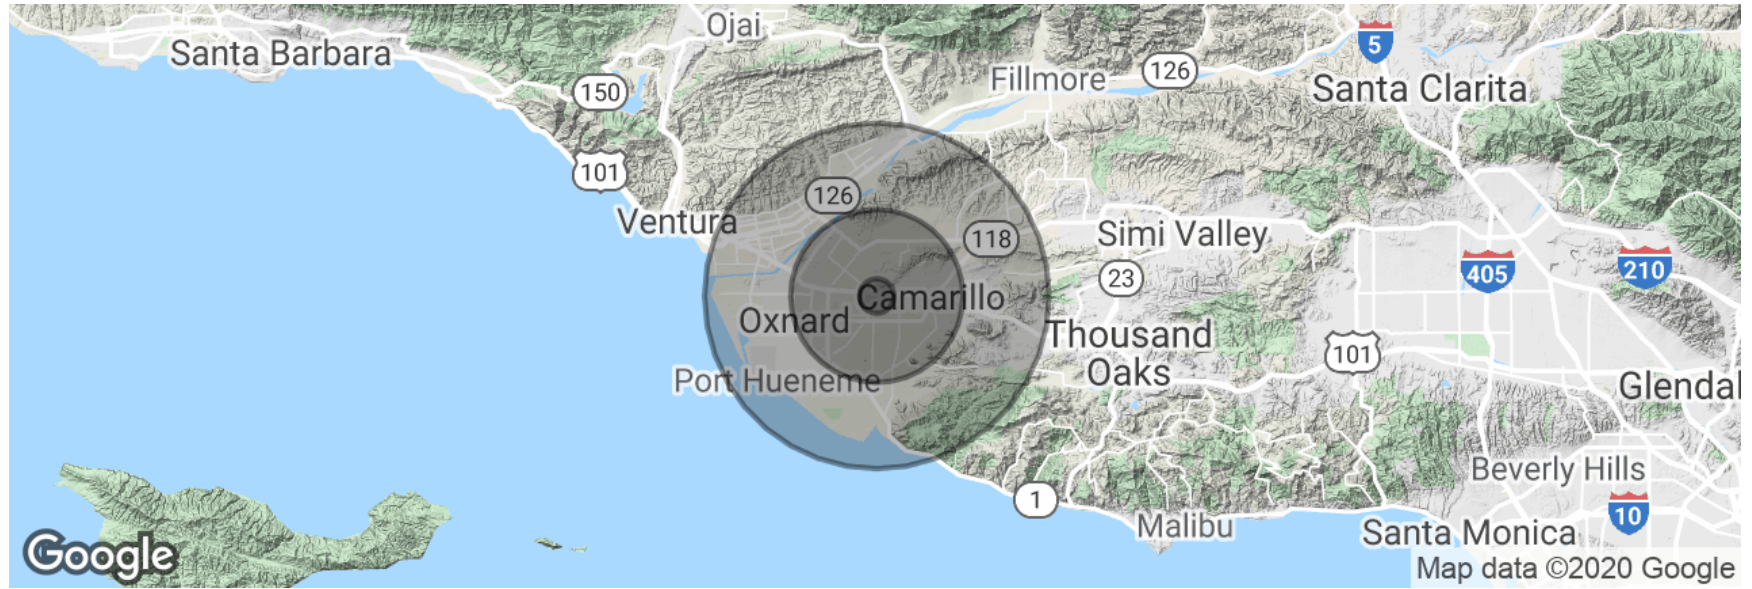 Ojai
Santa Barbara
5
150
Fillmore
126
Santa Clarita
101
126
Ventura
118
Simi Valley
405
210
23
Camarillo
Oxnard
Thousand
Oaks
101
Port Hueneme
Glendal
Beverly Hills
1
10
Malibu
Santa Monica
Google
Map data ©2020 Google